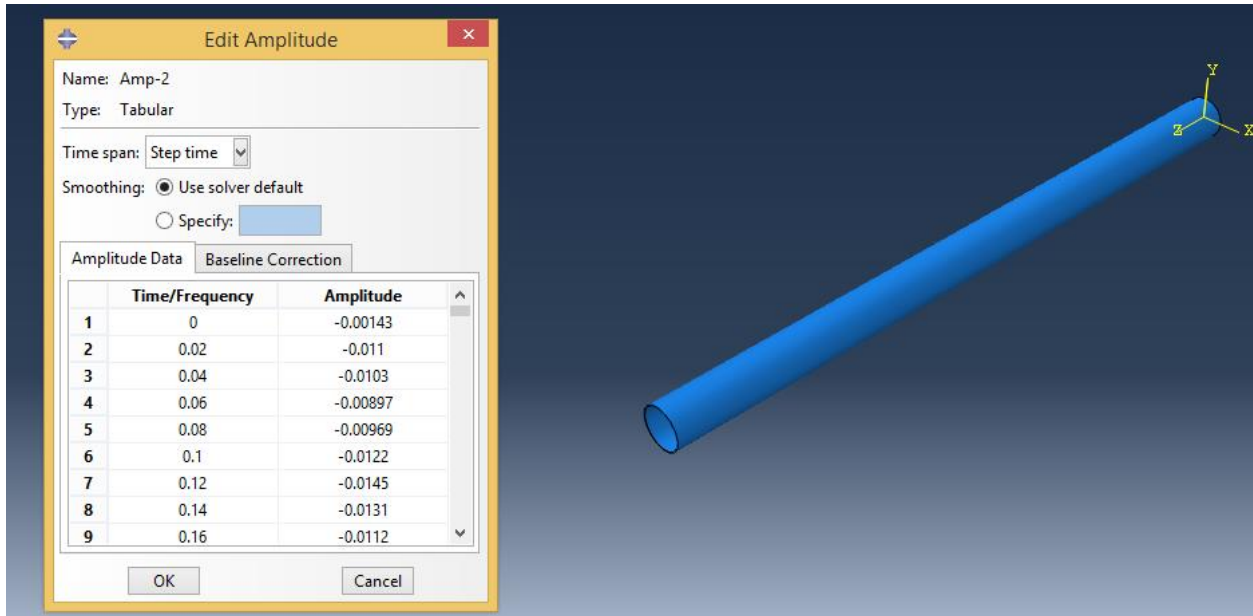 Edit Amplitude
Name: Amp-2
Type: Tabular
Time span: Step time
Smoothing: Use solver default
Specify:
Amplitude Data Baseline Correction
Time/Frequency Amplitude
1 0 -0.00143
2 0.02 -0.011
3 0.04 -0.0103
4 0.06 -0.00897
5 0.08 -0.00969
6 0.1 -0.0122
7 0.12 -0.0145
8 0.14 -0.0131
9 0.16 -0.0112
OK Cancel
Y
Z X